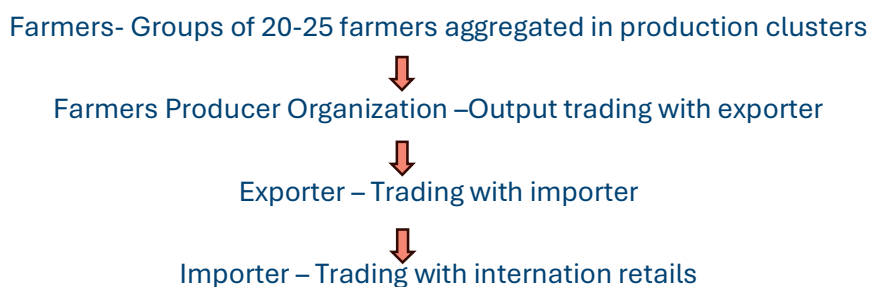 Farmers- Groups of 20-25 farmers aggregated in production clusters
Farmers Producer Organization –Output trading with exporter
Exporter – Trading with importer
Importer – Trading with internation retails